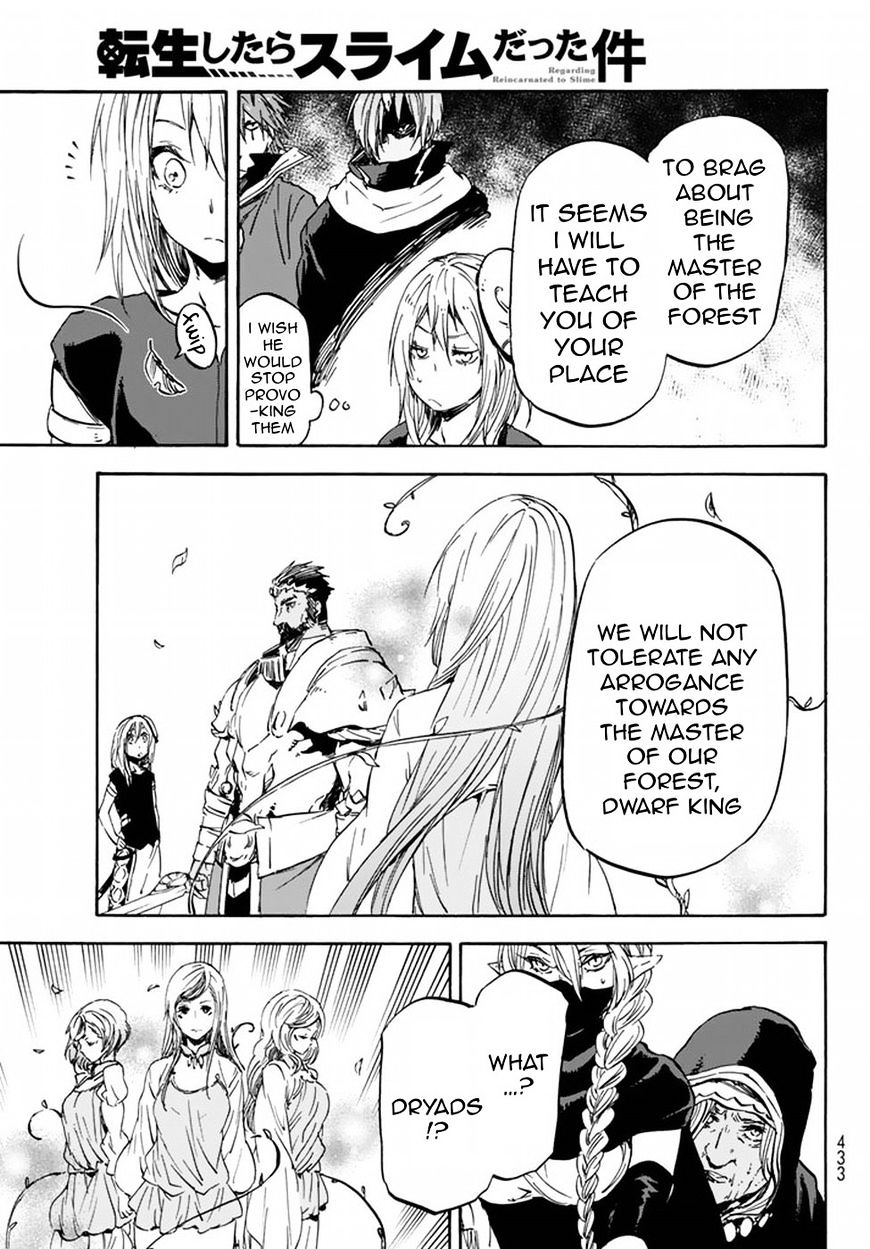 転生したらスライムだった件
Regarding
Reincarnated to Slime
TO BRAG
ABOUT
BEING
THE
MASTER
OF THE
FOREST
IT SEEMS
I WILL
HAVE TO
TEACH
YOU OF
YOUR
PLACE
I WISH
HE
WOULD
STOP
PROVO
-KING
THEM
fwip
WE WILL NOT
TOLERATE ANY
ARROGANCE
TOWARDS
THE MASTER
OF OUR
FOREST,
DWARF KING
WHAT
...?
DRYADS
!?
433